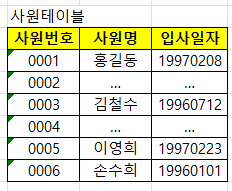 사원테이블
사원번호 사원명 입사일자
0001 홍길동 19970208
0002 ... ...
0003 김철수 19960712
0004 ... ...
0005 이영희 19970223
0006 손수희 19960101